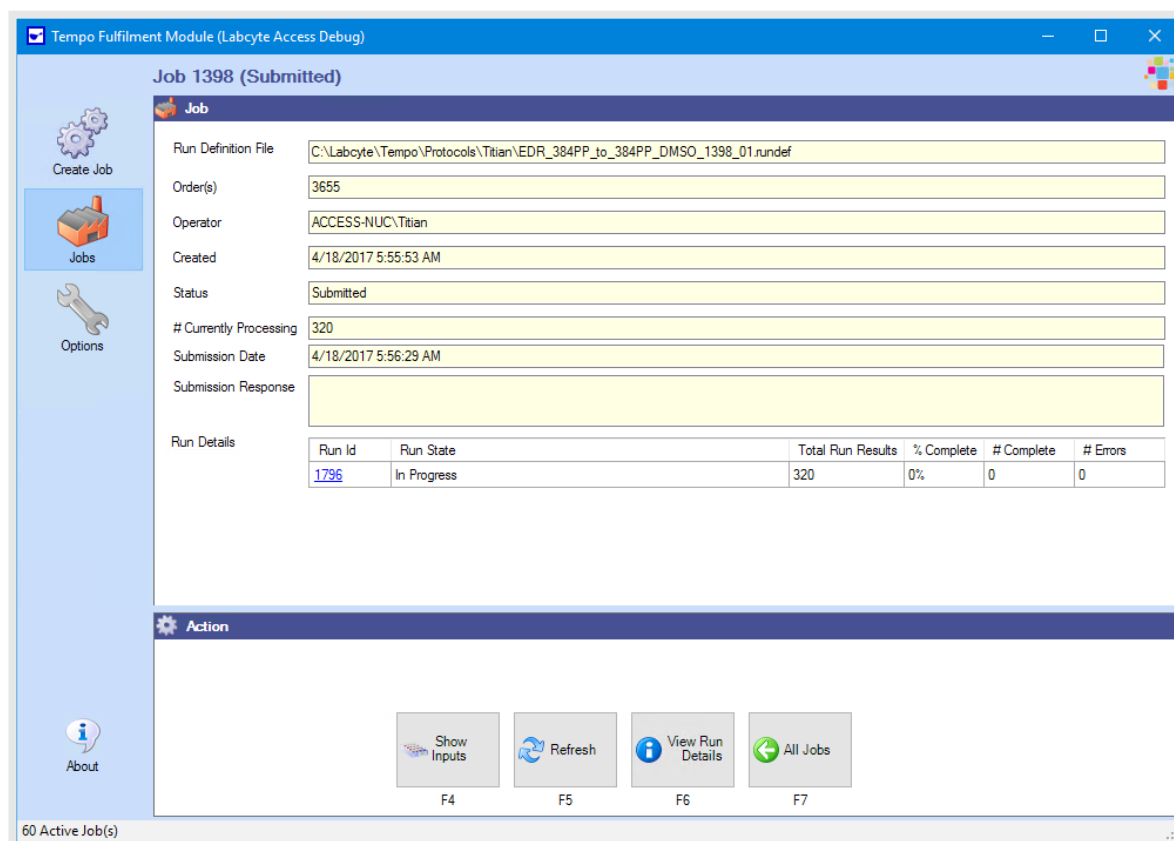 Tempo Fulfilment Module (Labcyte Access Debug)
Job 1398 (Submitted)
Create Job
Jobs
Options
About
Job
Run Definition File C:\Labcyte\Tempo\Protocols\Titian\EDR_384PP_to_384PP_DMSO_1398_01.rundef
Order(s) 3655
Operator ACCESS-NUC\Titian
Created 4/18/2017 5:55:53 AM
Status Submitted
# Currently Processing 320
Submission Date 4/18/2017 5:56:29 AM
Submission Response
Run Details
Run Id Run State Total Run Results % Complete # Complete # Errors
1796 In Progress 320 0% 0 0
Action
Show Inputs
Refresh
View Run Details
All Jobs
F4 F5 F6 F7
60 Active Job(s)